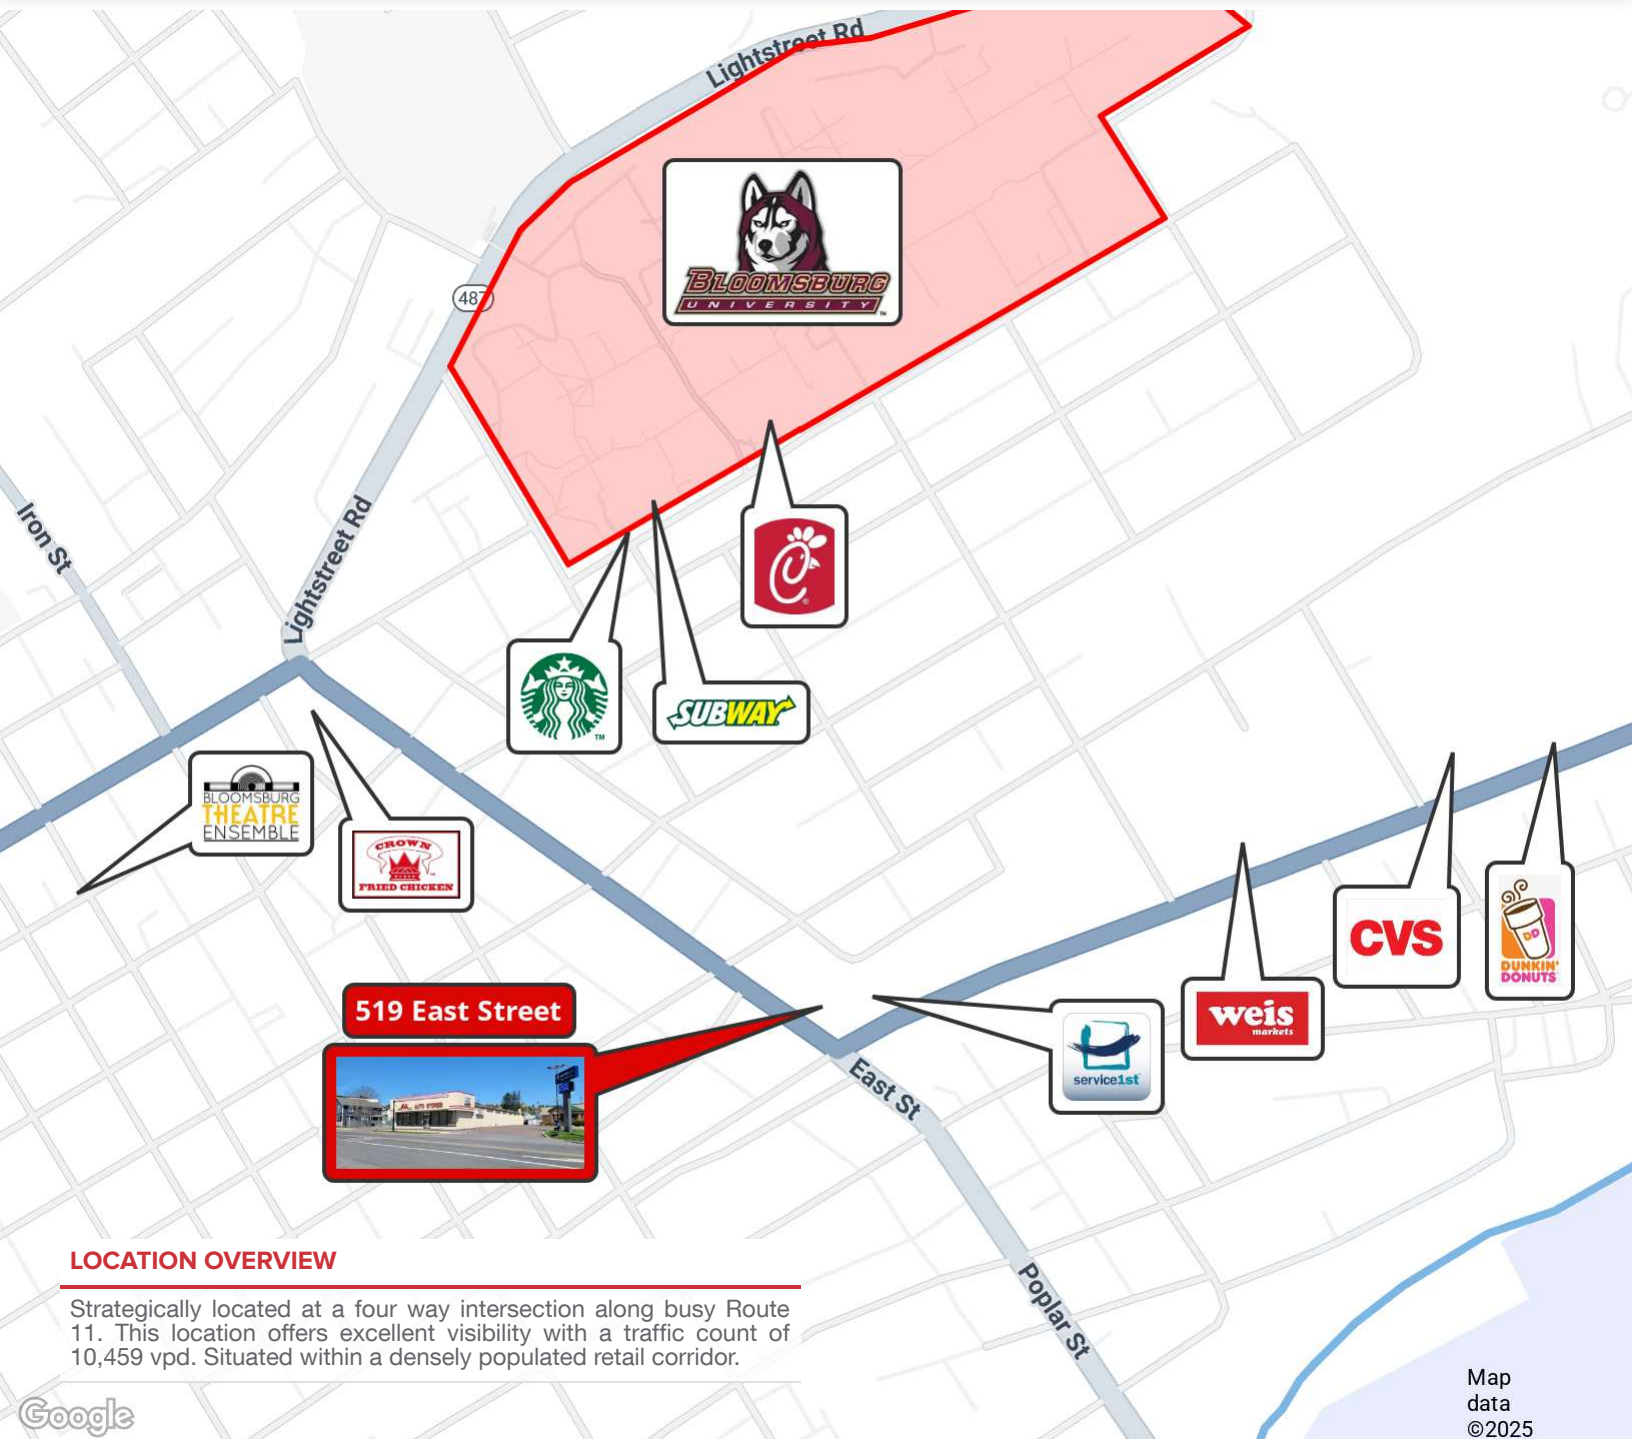 Lightstreet Rd
BLOOMSBURG
UNIVERSITY
487
Iron St
Lightstreet Rd
SUBWAY
BLOOMSBURG
THEATRE
ENSEMBLE
CROWN
FRIED CHICKEN
CVS
DD
DUNKIN'
DONUTS
519 East Street
weis
markets
service1st
East St
Poplar St
LOCATION OVERVIEW
Strategically located at a four way intersection along busy Route
11. This location offers excellent visibility with a traffic count of
10,459 vpd. Situated within a densely populated retail corridor.
Google
Map
data
©2025